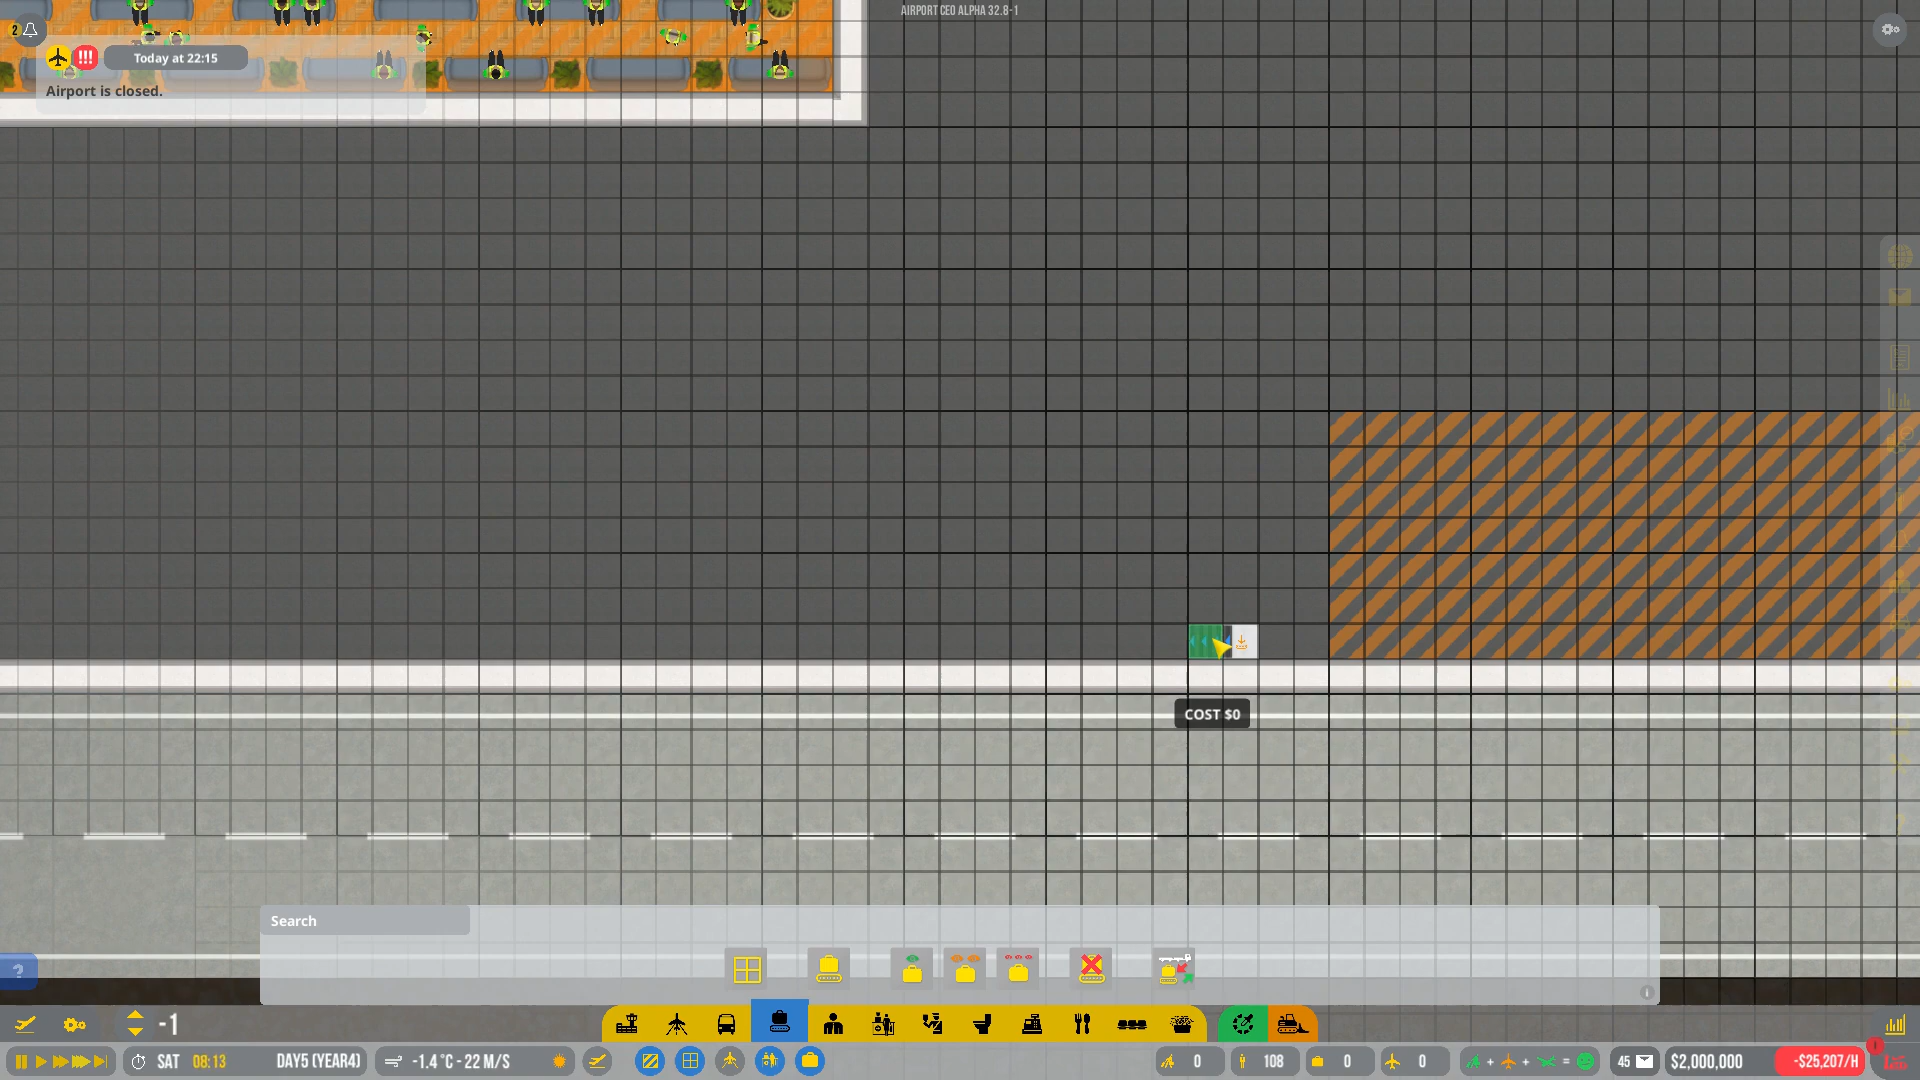 AIRPORT CEO ALPHA 32.8-1
2
!!!
Today at 22:15
Airport is closed.
COST $0
Search
?
i
-1
SAT 08:13 DAY5 (YEAR4)
-1.4°C - 22 M/S
0
108
0
0
+ + =
45
$2,000,000
-$25,207/H
!